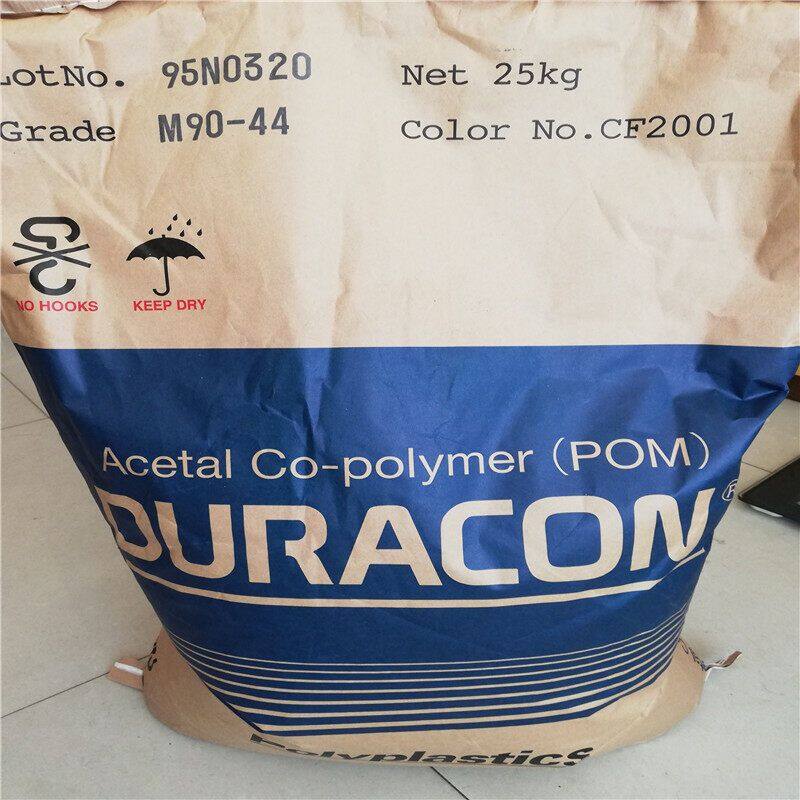 LotNo. 95N0320 Net 25kg
Grade M90-44 Color No.CF2001
NO HOOKS KEEP DRY
Acetal Co-polymer (POM)
DURACON®
Polyplastics